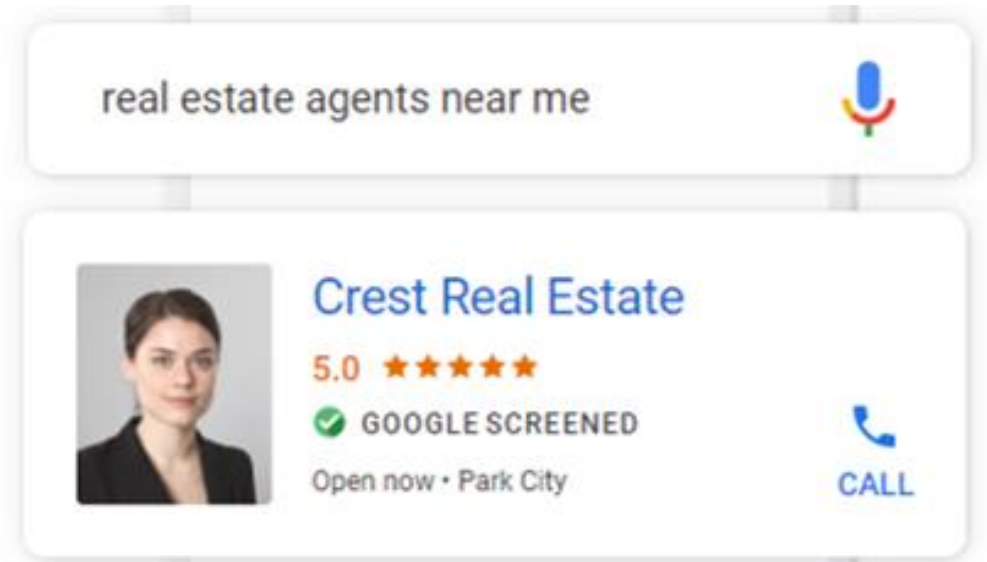 real estate agents near me
Crest Real Estate
5.0 ★★★★★
GOOGLE SCREENED
Open now • Park City
CALL